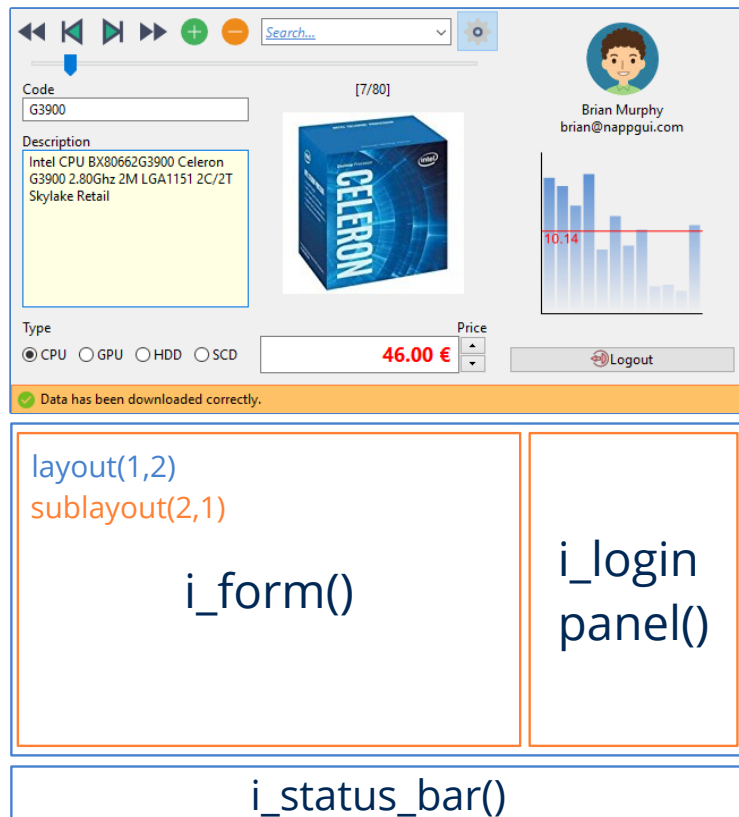 Search...
Code
[7/80]
G3900
Brian Murphy
brian@nappgui.com
Description
Intel CPU BX80662G3900 Celeron
G3900 2.80Ghz 2M LGA1151 2C/2T
Skylake Retail
intel
CELERON
10.14
Type
Price
CPU GPU HDD SCD
46.00 €
Logout
Data has been downloaded correctly.
layout(1,2)
sublayout(2,1)
i_form()
i_login
panel()
i_status_bar()